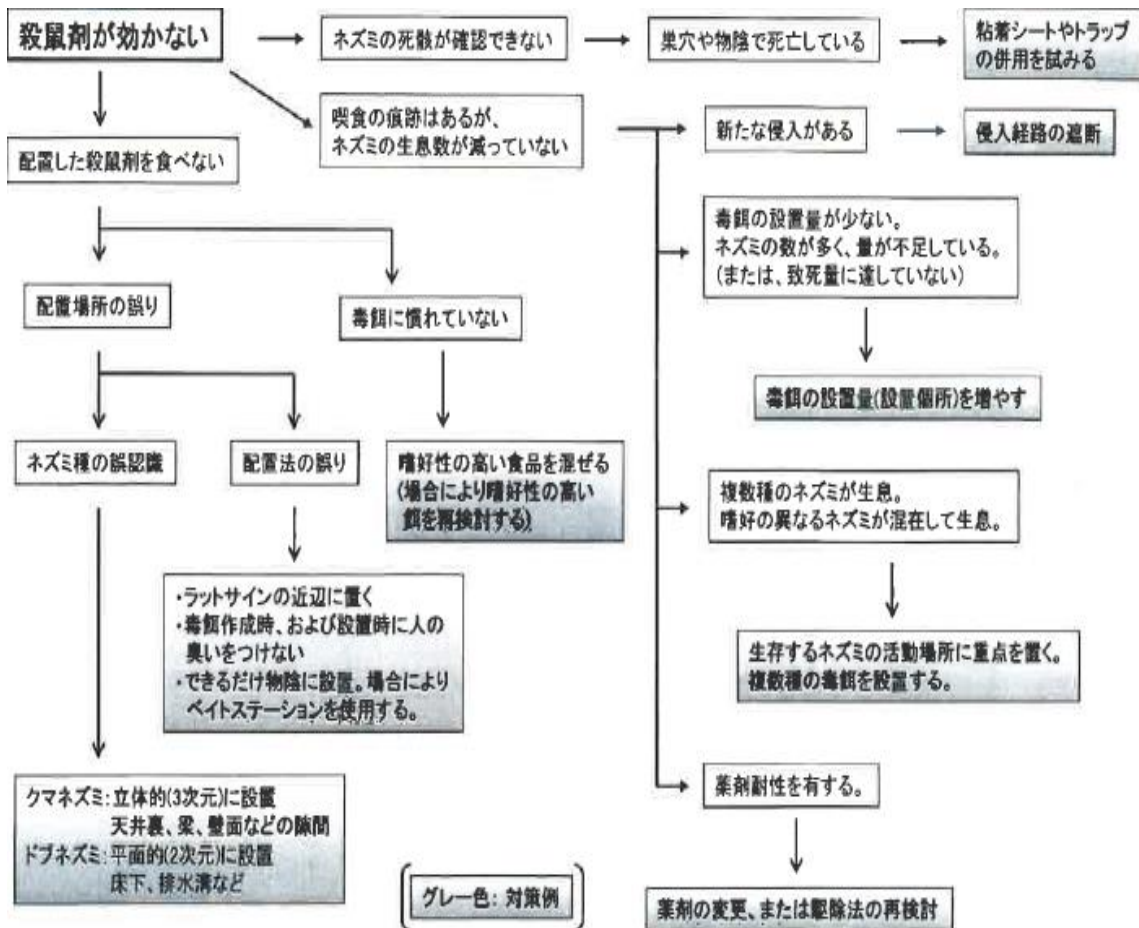 殺鼠剤が効かない
ネズミの死骸が確認できない
巣穴や物陰で死亡している
粘着シートやトラップ
の併用を試みる
喫食の痕跡はあるが、
ネズミの生息数が減っていない
新たな侵入がある
侵入経路の遮断
配置した殺鼠剤を食べない
毒餌の設置量が少ない。
ネズミの数が多く、量が不足している。
(または、致死量に達していない)
配置場所の誤り
毒餌に慣れていない
毒餌の設置量(設置個所)を増やす
ネズミ種の誤認識
配置法の誤り
嗜好性の高い食品を混ぜる
(場合により嗜好性の高い
餌を再検討する)
複数種のネズミが生息。
嗜好の異なるネズミが混在して生息。
・ラットサインの近辺に置く
・毒餌作成時、および設置時に人の
臭いをつけない
・できるだけ物陰に設置。場合により
ベイトステーションを使用する。
生存するネズミの活動場所に重点を置く。
複数種の毒餌を設置する。
薬剤耐性を有する。
クマネズミ:立体的(3次元)に設置
天井裏、梁、壁面などの隙間
ドブネズミ:平面的(2次元)に設置
床下、排水溝など
グレー色:対策例
薬剤の変更、または駆除法の再検討